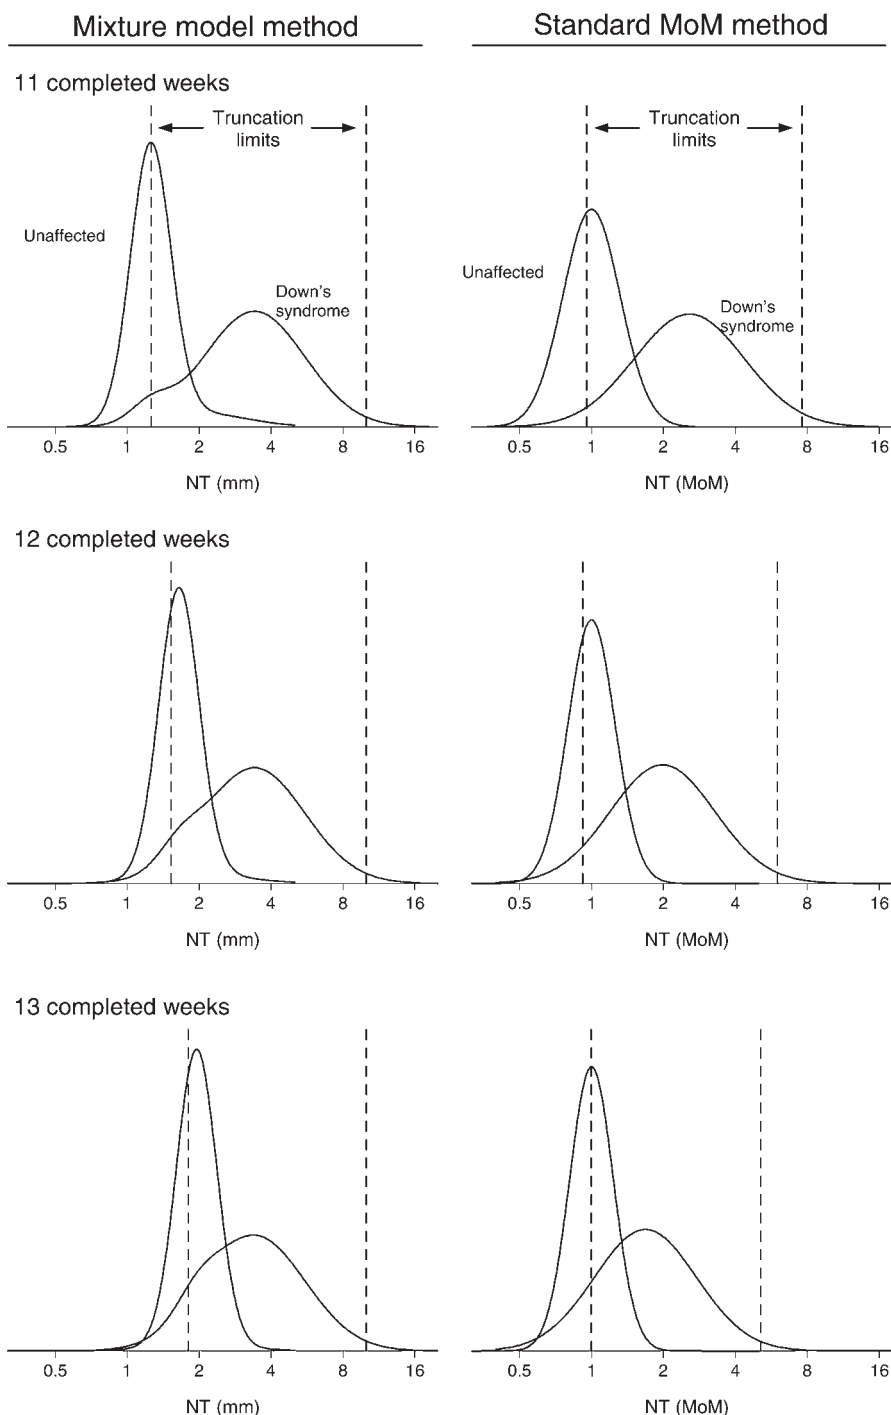 Mixture model method
Standard MoM method
11 completed weeks
Truncation
limits
Unaffected
Down's
syndrome
0.5 1 2 4 8 16
NT (mm)
Truncation
limits
Unaffected
Down's
syndrome
0.5 1 2 4 8 16
NT (MoM)
12 completed weeks
0.5 1 2 4 8 16
NT (mm)
0.5 1 2 4 8 16
NT (MoM)
13 completed weeks
0.5 1 2 4 8 16
NT (mm)
0.5 1 2 4 8 16
NT (MoM)